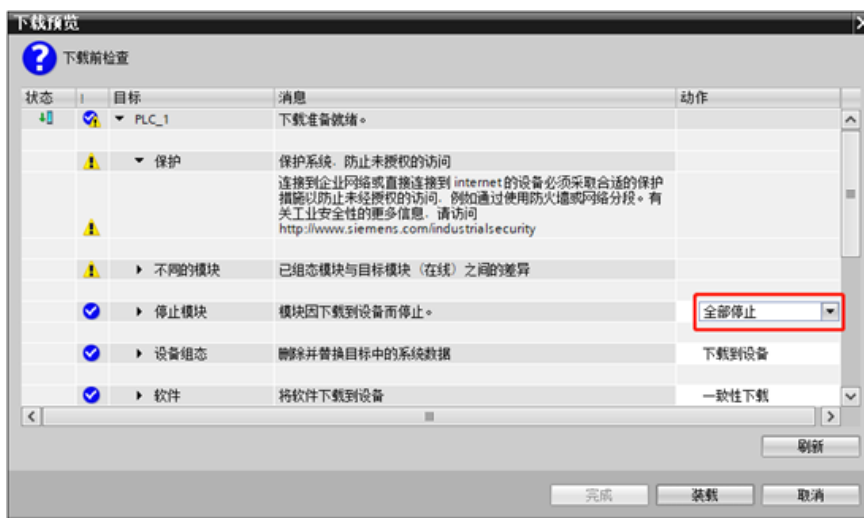 下载预览
下载前检查
状态 ! 目标 消息 动作
PLC_1 下载准备就绪。
保护 保护系统，防止未授权的访问
连接到企业网络或直接连接到 internet 的设备必须采取合适的保护
措施以防止未经授权的访问，例如通过使用防火墙或网络分段。有
关工业安全性的更多信息，请访问
http://www.siemens.com/industrialsecurity
不同的模块 已组态模块与目标模块（在线）之间的差异
停止模块 模块因下载到设备而停止。 全部停止
设备组态 删除并替换目标中的系统数据 下载到设备
软件 将软件下载到设备 一致性下载
刷新
完成 装载 取消